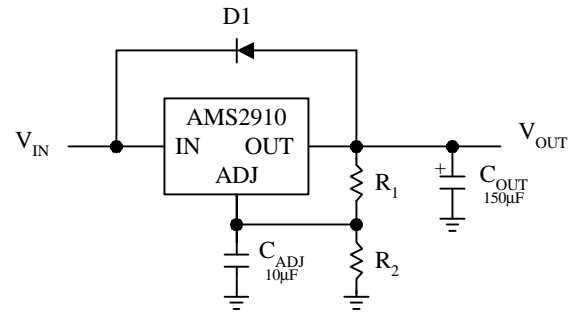 D1
AMS2910
V_IN
IN OUT
V_OUT
ADJ
+
R_1
C_OUT
150µF
C_ADJ
10µF
R_2